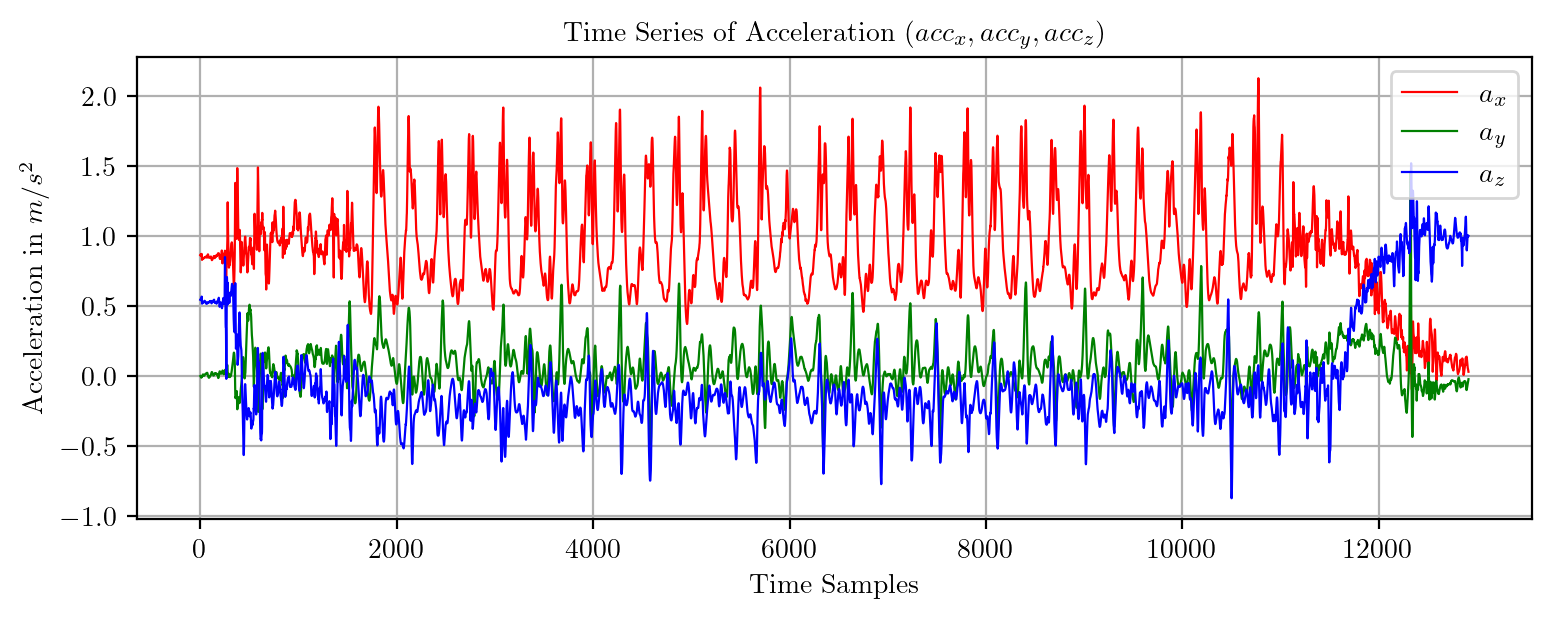 Time Series of Acceleration (acc_x, acc_y, acc_z)
Acceleration in m/s²
2.0
1.5
1.0
0.5
0.0
−0.5
−1.0
a_x
a_y
a_z
0 2000 4000 6000 8000 10000 12000
Time Samples